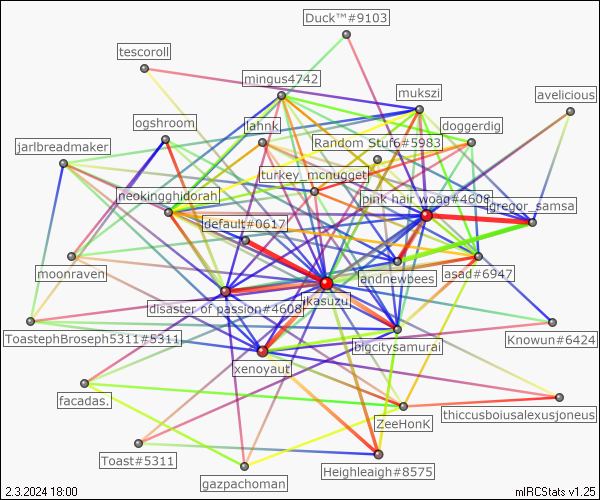 Duck™#9103
tescoroll
mingus4742
mukszi
avelicious
ogshroom
lahnk
doggerdig
jarlbreadmaker
Random Stuf6#5983
turkey_mcnugget
neokingghidorah
pink hair woag#4608
gregor_samsa
default#0617
moonraven
andnewbees
asad#6947
jkasuzu
disaster of passion#4608
ToastephBroseph5311#5311
bigcitysamurai
Knowun#6424
xenoyaut
facadas.
thiccusboiusalexusjoneus
ZeeHonK
Toast#5311
Heighleaigh#8575
gazpachoman
2.3.2024 18:00
mIRCStats v1.25